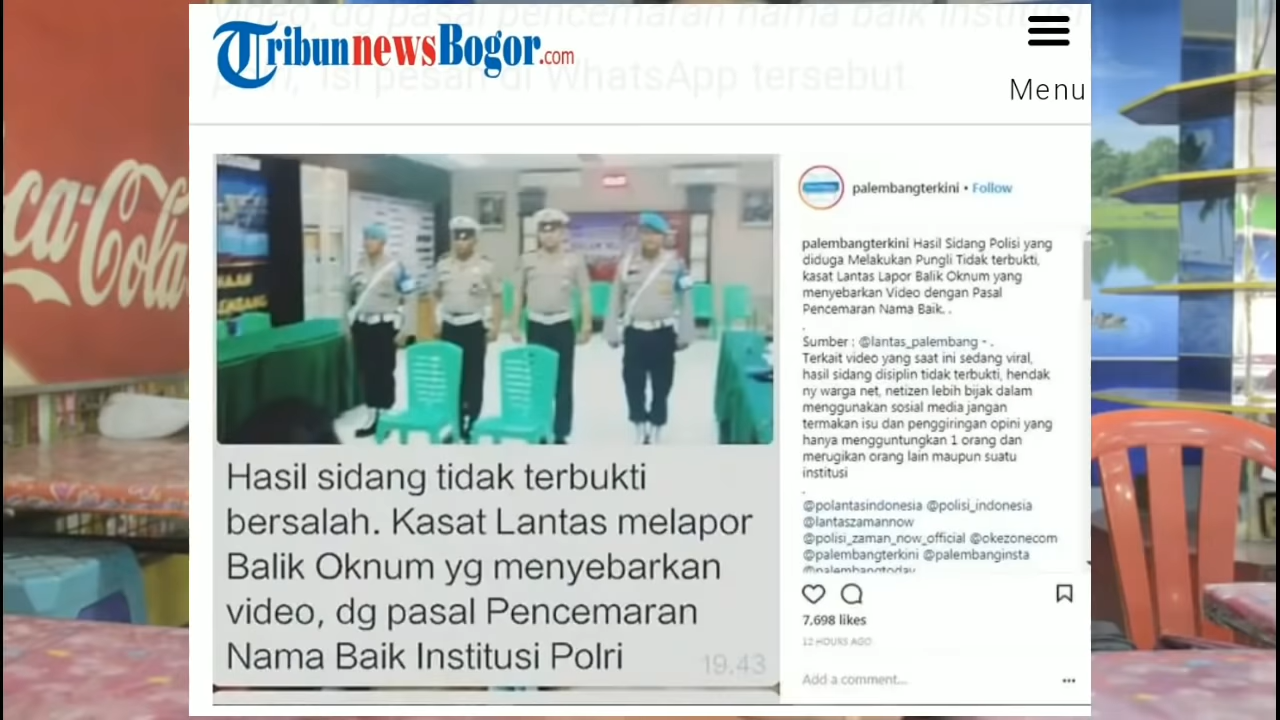 video, dg pasal pencemaran nama baik institusi
TribunnewsBogor.com
isi pesan di WhatsApp tersebut
Menu
Coca-Cola
palembangterkini • Follow
palembangterkini Hasil Sidang Polisi yang
diduga Melakukan Pungli Tidak terbukti,
kasat Lantas Lapor Balik Oknum yang
menyebarkan Video dengan Pasal
Pencemaran Nama Baik. .
.
Sumber : @lantas_palembang - .
Terkait video yang saat ini sedang viral,
hasil sidang disiplin tidak terbukti, hendak
ny warga net, netizen lebih bijak dalam
menggunakan sosial media jangan
termakan isu dan penggiringan opini yang
hanya mengguntungkan 1 orang dan
merugikan orang lain maupun suatu
institusi
.
@polantasindonesia @polisi_indonesia
@lantaszamannow
@polisi_zaman_now_official @okezonecom
@palembangterkini @palembanginsta
@palembangtoday
7,698 likes
12 HOURS AGO
Add a comment...
Hasil sidang tidak terbukti
bersalah. Kasat Lantas melapor
Balik Oknum yg menyebarkan
video, dg pasal Pencemaran
Nama Baik Institusi Polri
19.43